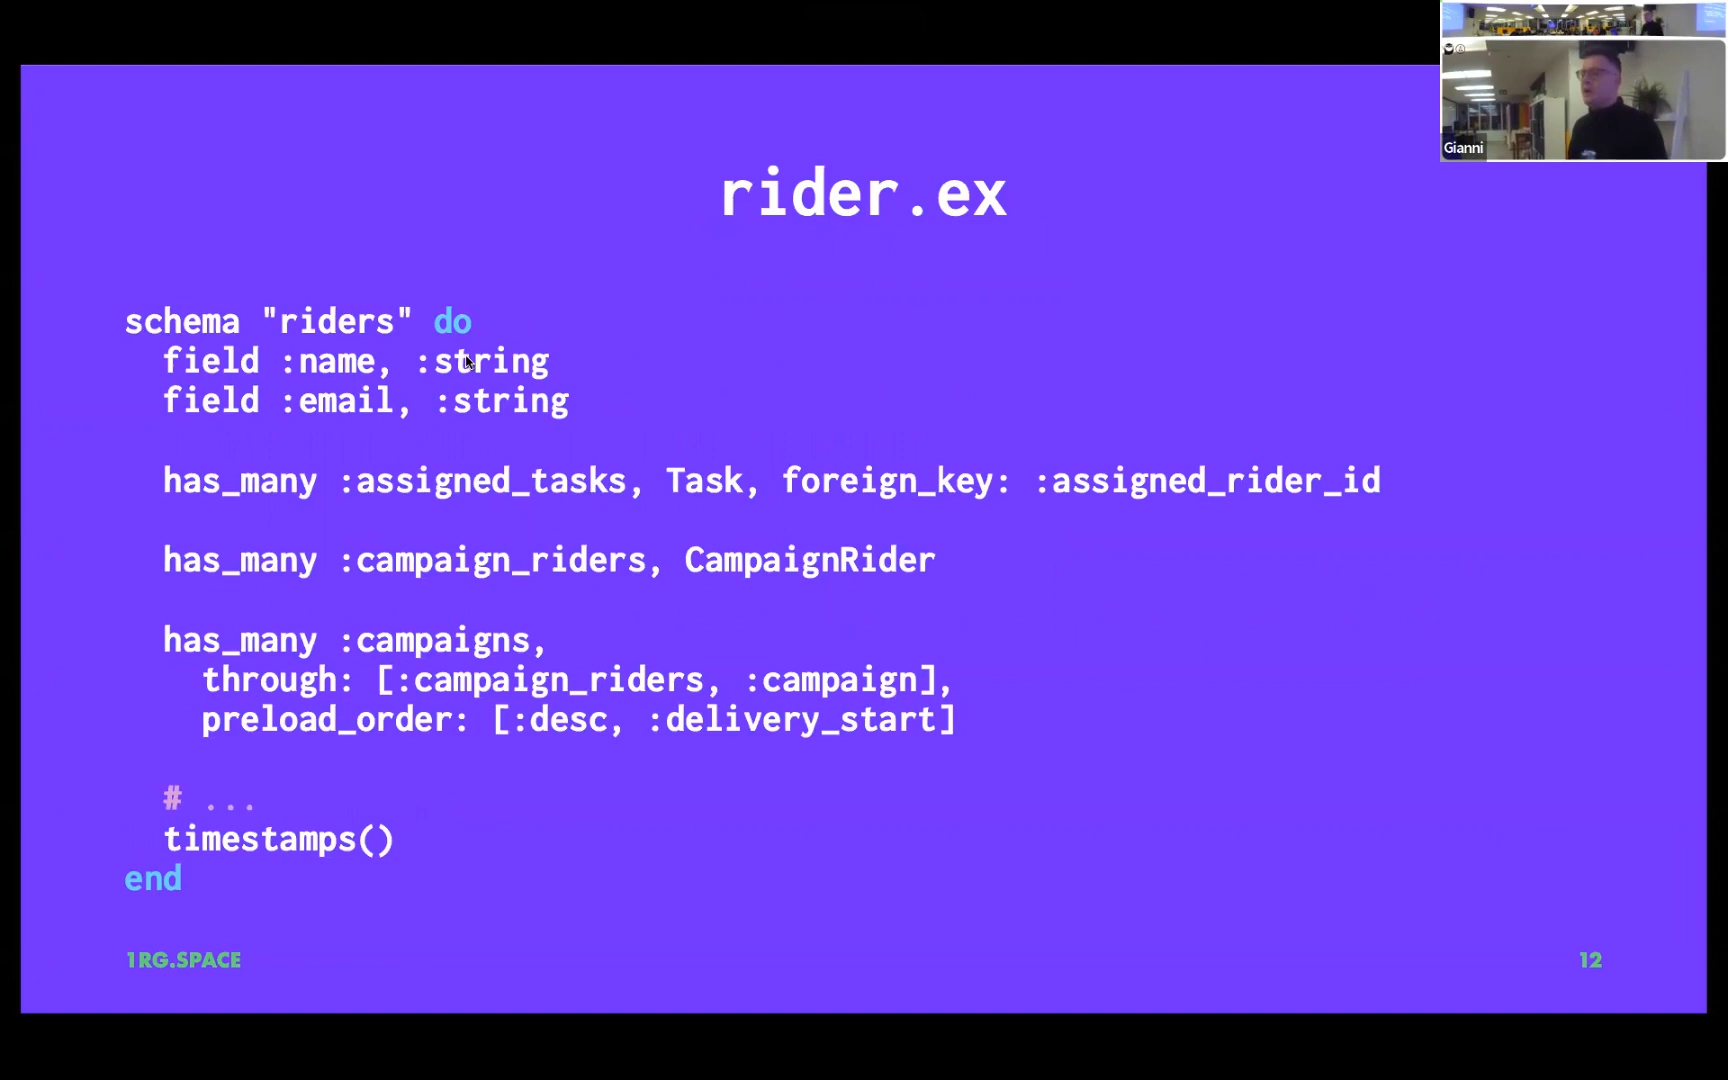 Gianni
rider.ex
schema "riders" do
field :name, :string
field :email, :string
has_many :assigned_tasks, Task, foreign_key: :assigned_rider_id
has_many :campaign_riders, CampaignRider
has_many :campaigns,
through: [:campaign_riders, :campaign],
preload_order: [:desc, :delivery_start]
# ...
timestamps()
end
1RG.SPACE
12